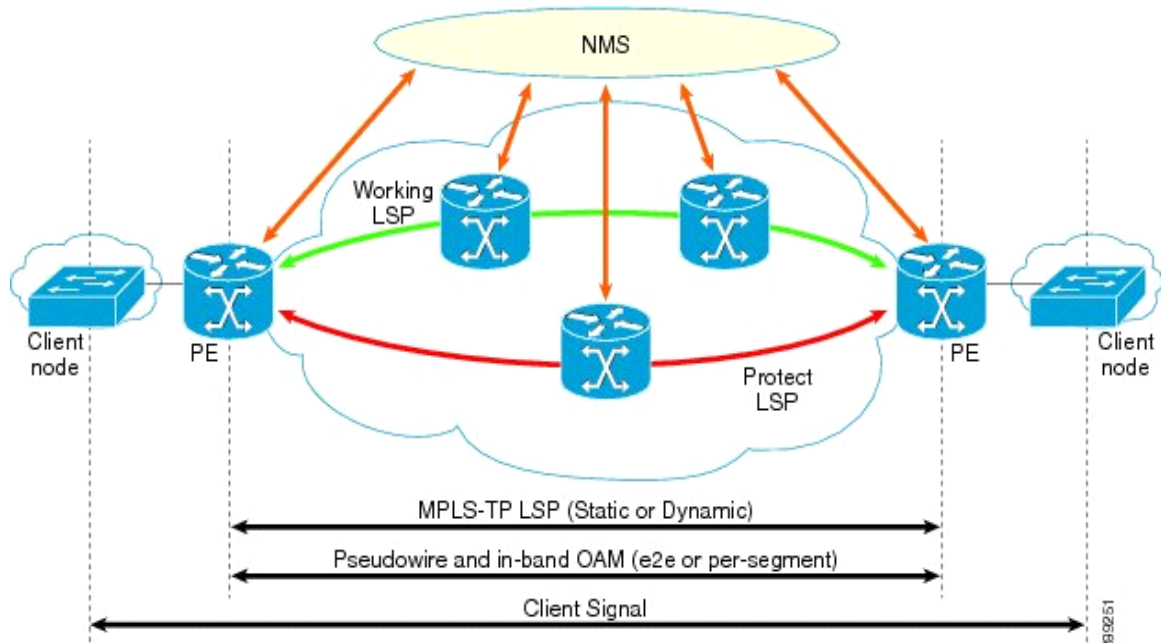 NMS
Working
LSP
Client
node
PE
Protect
LSP
PE
Client
node
MPLS-TP LSP (Static or Dynamic)
Pseudowire and in-band OAM (e2e or per-segment)
Client Signal